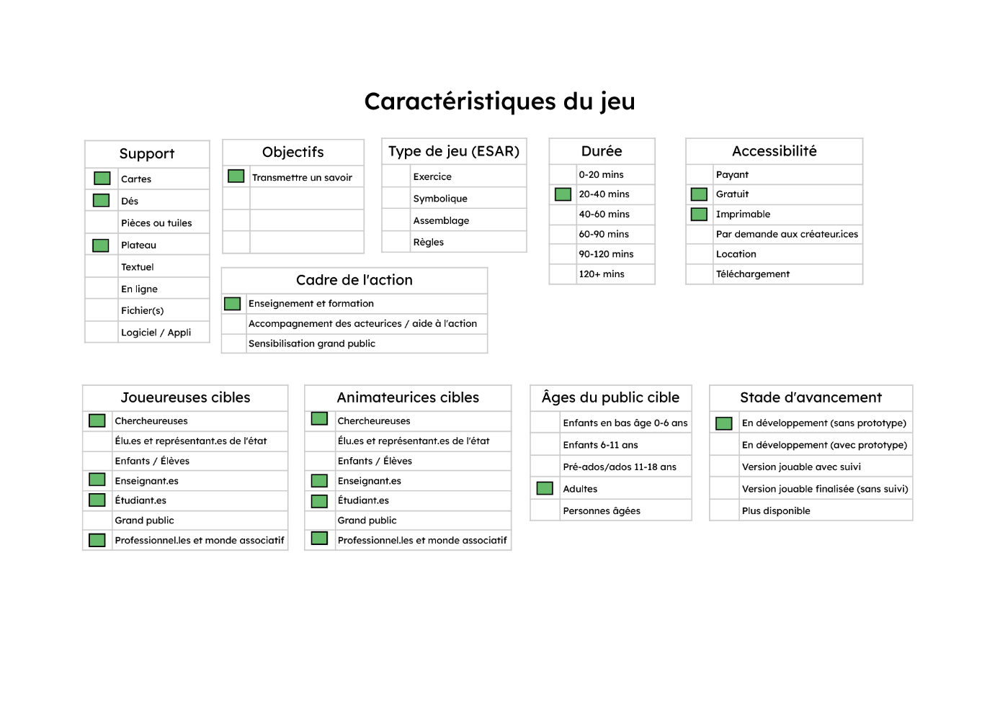 Caractéristiques du jeu
Support
Cartes
Dés
Pièces ou tuiles
Plateau
Textuel
En ligne
Fichier(s)
Logiciel / Appli
Objectifs
Transmettre un savoir
Type de jeu (ESAR)
Exercice
Symbolique
Assemblage
Règles
Durée
0-20 mins
20-40 mins
40-60 mins
60-90 mins
90-120 mins
120+ mins
Accessibilité
Payant
Gratuit
Imprimable
Par demande aux créateur.ices
Location
Téléchargement
Cadre de l'action
Enseignement et formation
Accompagnement des acteurices / aide à l'action
Sensibilisation grand public
Joueureuses cibles
Chercheureuses
Élu.es et représentant.es de l'état
Enfants / Élèves
Enseignant.es
Étudiant.es
Grand public
Professionnel.les et monde associatif
Animateurices cibles
Chercheureuses
Élu.es et représentant.es de l'état
Enfants / Élèves
Enseignant.es
Étudiant.es
Grand public
Professionnel.les et monde associatif
Âges du public cible
Enfants en bas âge 0-6 ans
Enfants 6-11 ans
Pré-ados/ados 11-18 ans
Adultes
Personnes âgées
Stade d'avancement
En développement (sans prototype)
En développement (avec prototype)
Version jouable avec suivi
Version jouable finalisée (sans suivi)
Plus disponible